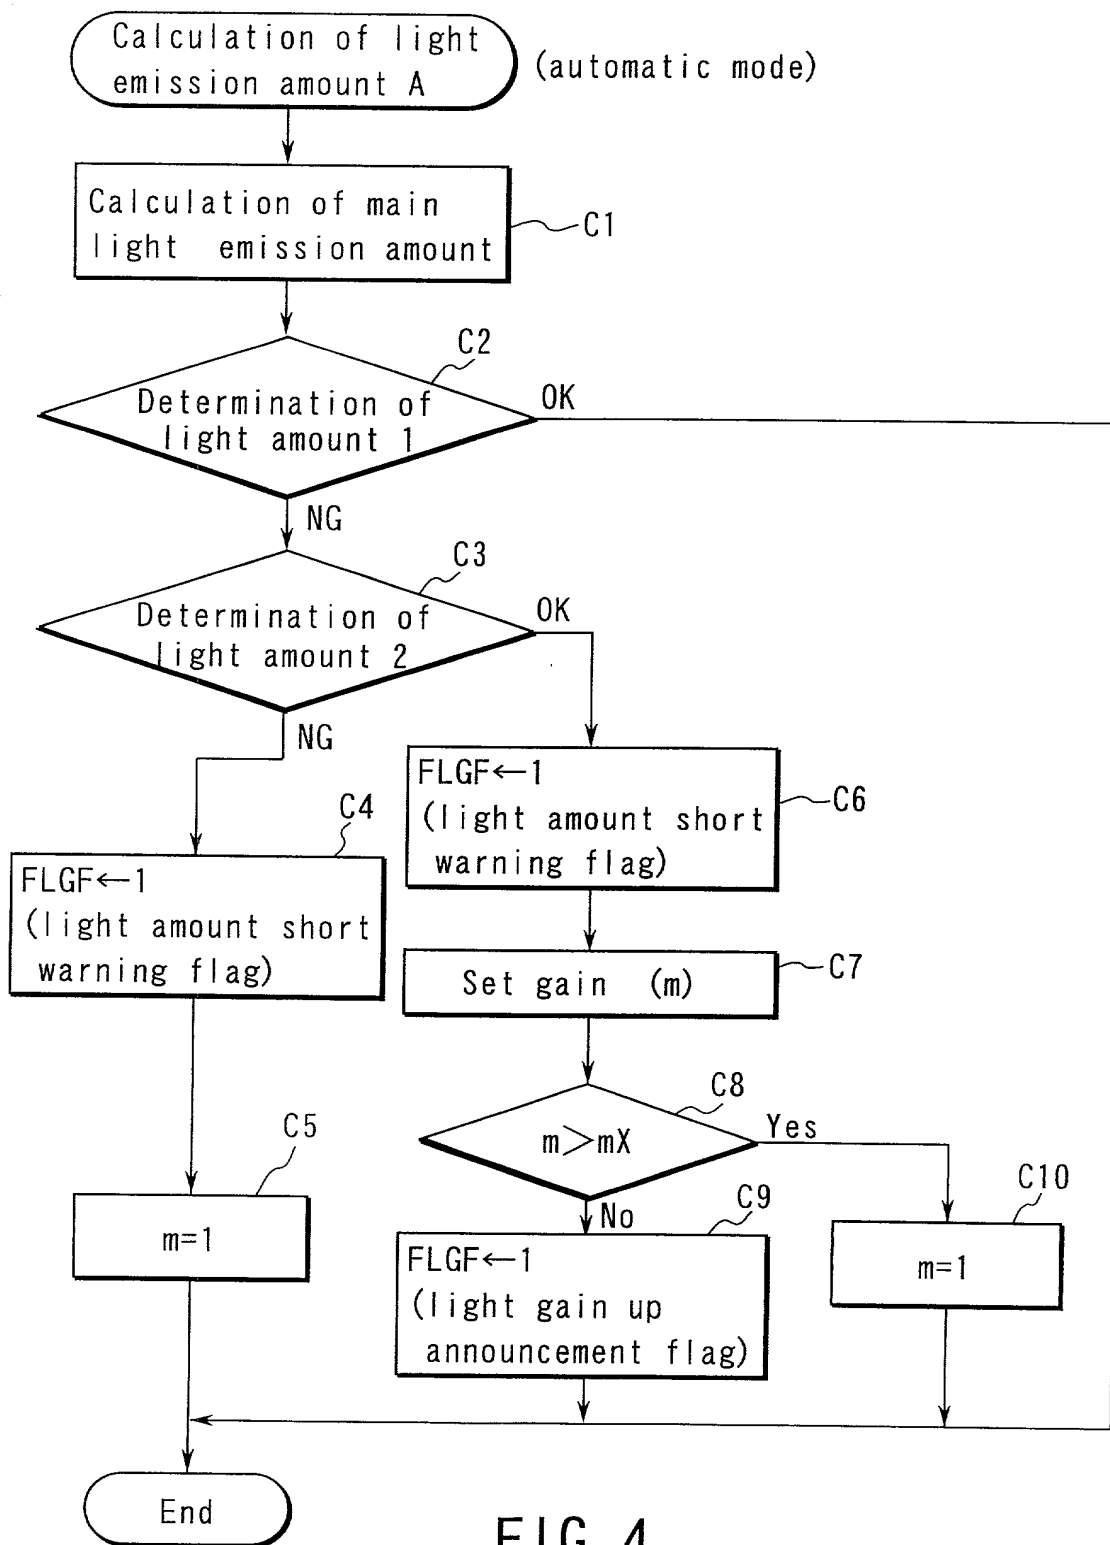 Calculation of light
emission amount A
(automatic mode)
Calculation of main
light emission amount
C1
C2
Determination of
light amount 1
OK
NG
C3
Determination of
light amount 2
OK
NG
C4
FLGF←1
(light amount short
warning flag)
FLGF←1
(light amount short
warning flag)
C6
Set gain (m)
C7
C8
m>mX
Yes
No
C5
m=1
C9
FLGF←1
(light gain up
announcement flag)
C10
m=1
End
FIG. 4